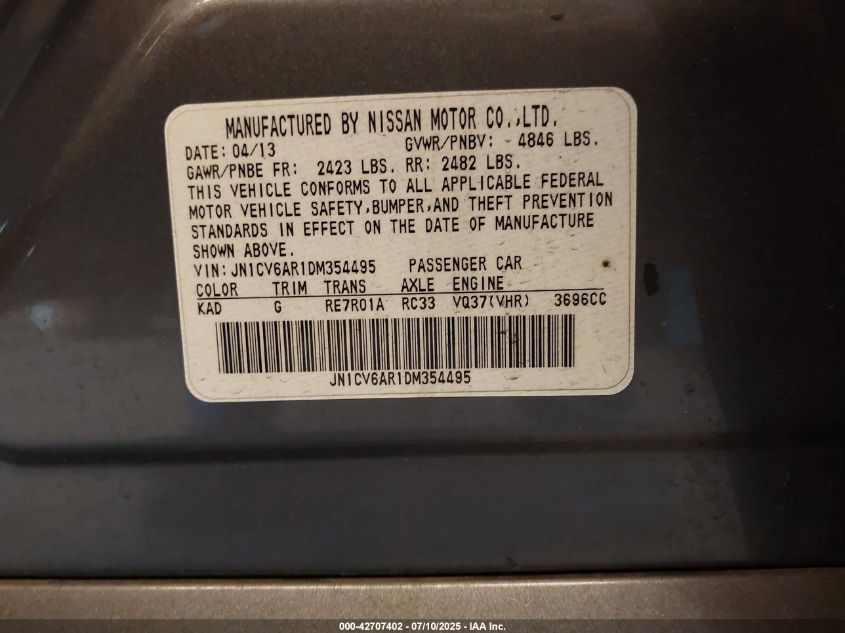 MANUFACTURED BY NISSAN MOTOR CO.,LTD.
DATE: 04/13 GVWR/PNBV: 4846 LBS.
GAWR/PNBE FR: 2423 LBS. RR: 2482 LBS.
THIS VEHICLE CONFORMS TO ALL APPLICABLE FEDERAL
MOTOR VEHICLE SAFETY,BUMPER,AND THEFT PREVENTION
STANDARDS IN EFFECT ON THE DATE OF MANUFACTURE
SHOWN ABOVE.
VIN: JN1CV6AR1DM354495 PASSENGER CAR
COLOR TRIM TRANS AXLE ENGINE
KAD G RE7R01A RC33 VQ37(VHR) 3696CC
JN1CV6AR1DM354495
000-42707402 - 07/10/2025 - IAA Inc.